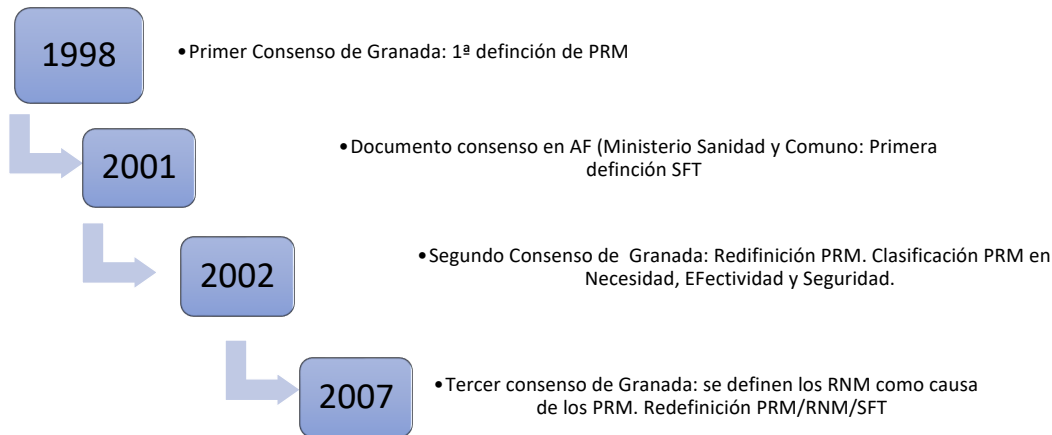 1998
•Primer Consenso de Granada: 1ª definción de PRM
2001
•Documento consenso en AF (Ministerio Sanidad y Comuno: Primera
definción SFT
2002
•Segundo Consenso de Granada: Redifinición PRM. Clasificación PRM en
Necesidad, EFectividad y Seguridad.
2007
•Tercer consenso de Granada: se definen los RNM como causa
de los PRM. Redefinición PRM/RNM/SFT